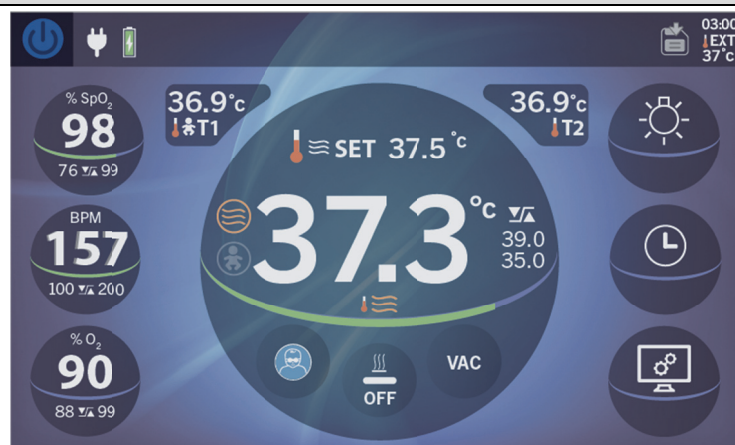 03:00
EXT
37°c
% SpO₂
98
76 99
36.9°c
T1
36.9°c
T2
SET 37.5°c
37.3°c
39.0
35.0
BPM
157
100 200
% O₂
90
88 99
OFF
VAC